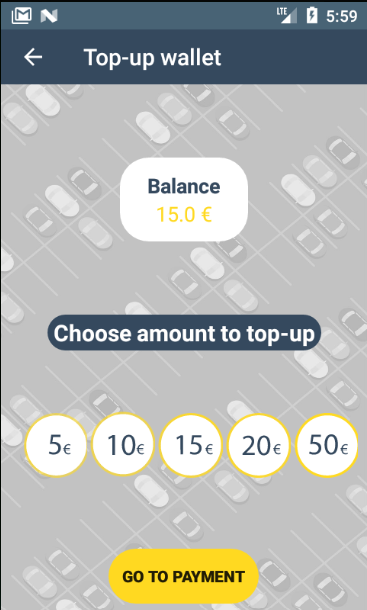 LTE 5:59
Top-up wallet
Balance
15.0 €
Choose amount to top-up
5€ 10€ 15€ 20€ 50€
GO TO PAYMENT